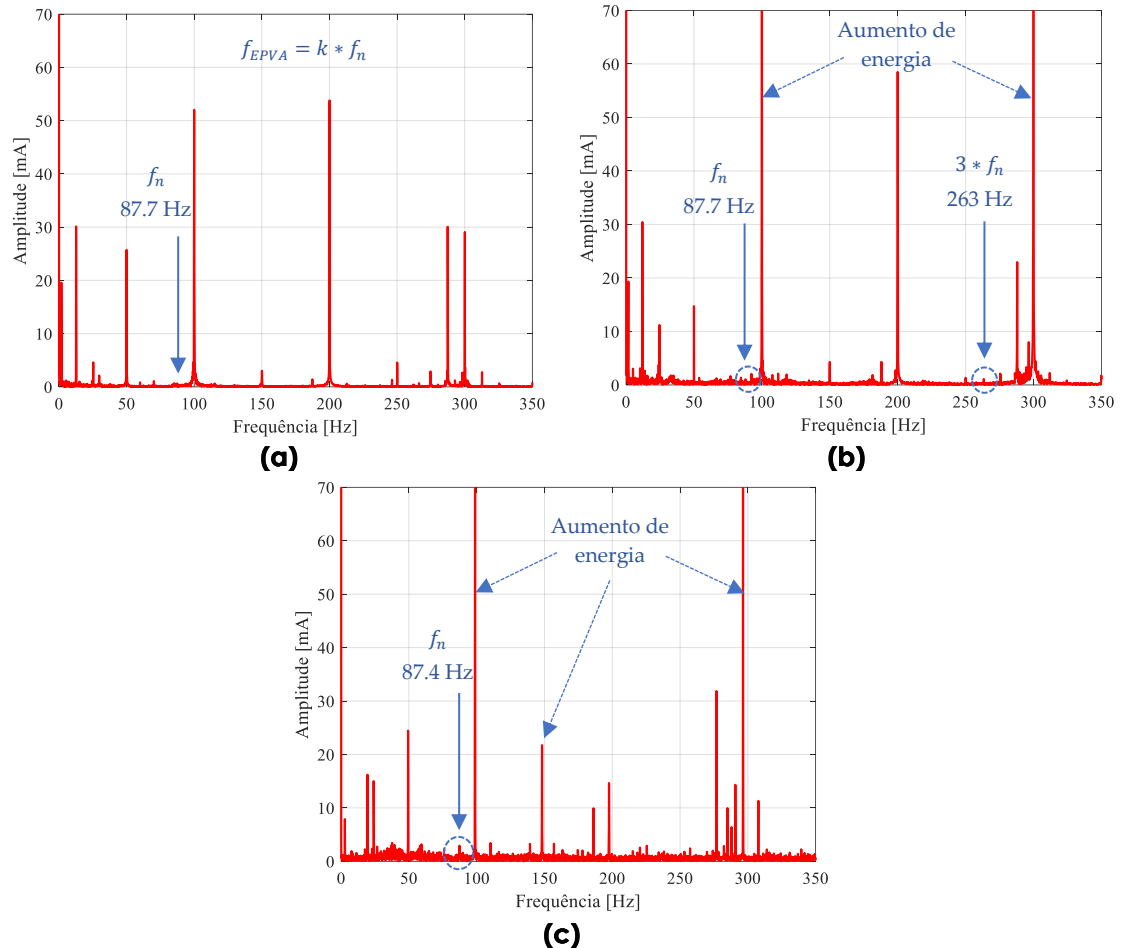 70
60
50
40
30
20
10
0
Amplitude [mA]
f_EPVA = k * f_n
f_n
87.7 Hz
0 50 100 150 200 250 300 350
Frequência [Hz]
(a)
70
60
50
40
30
20
10
0
Amplitude [mA]
Aumento de
energia
f_n
87.7 Hz
3 * f_n
263 Hz
0 50 100 150 200 250 300 350
Frequência [Hz]
(b)
70
60
50
40
30
20
10
0
Amplitude [mA]
Aumento de
energia
f_n
87.4 Hz
0 50 100 150 200 250 300 350
Frequência [Hz]
(c)